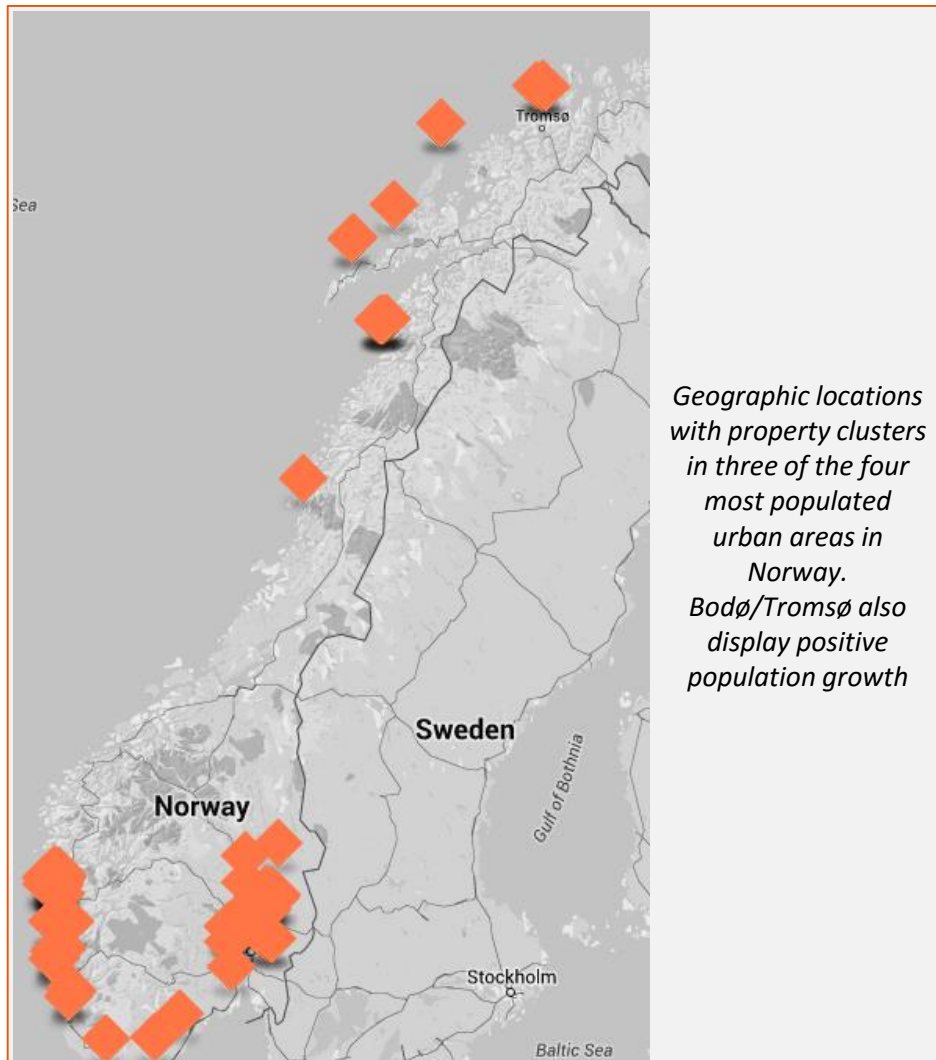 Tromsø
Sea
Geographic locations
with property clusters
in three of the four
most populated
urban areas in
Norway.
Bodø/Tromsø also
display positive
population growth
Sweden
Gulf of Bothnia
Norway
Stockholm
Baltic Sea